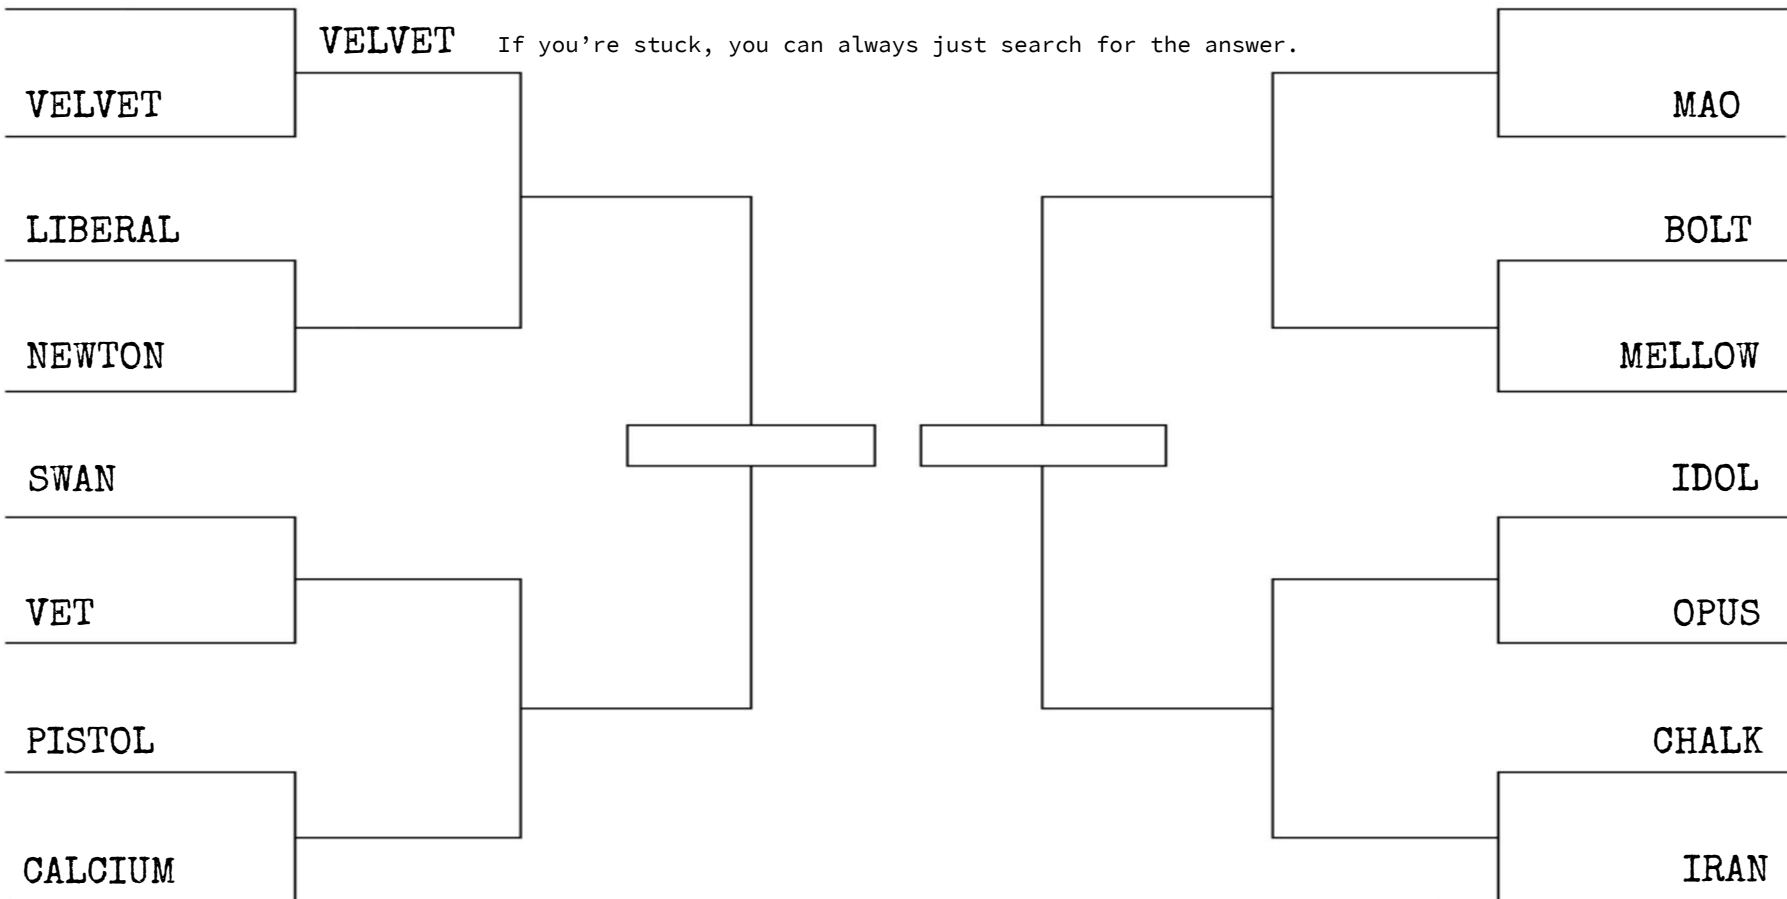 VELVET If you’re stuck, you can always just search for the answer.
VELVET
MAO
LIBERAL
BOLT
NEWTON
MELLOW
SWAN
IDOL
VET
OPUS
PISTOL
CHALK
CALCIUM
IRAN